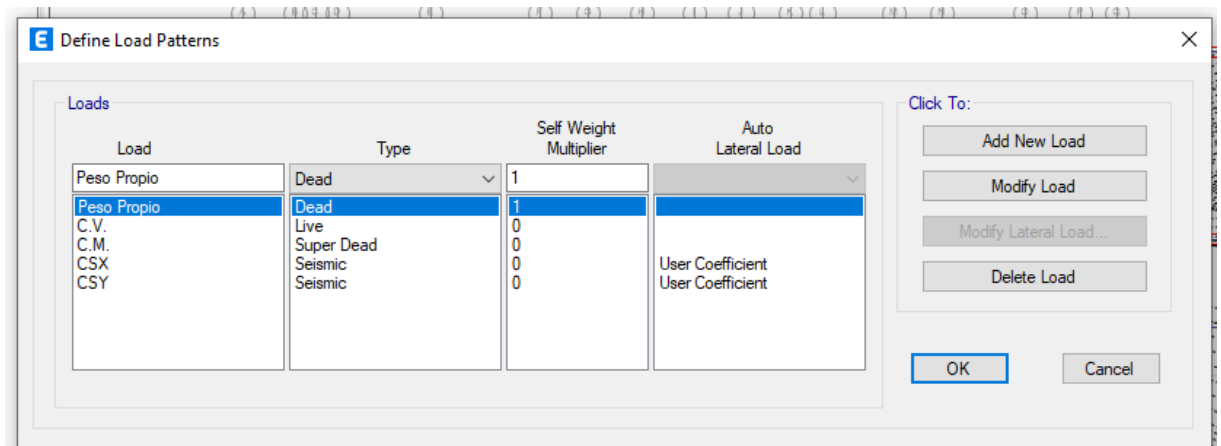 E Define Load Patterns
Loads
Click To:
Load Type Self Weight Multiplier Auto Lateral Load
Peso Propio Dead 1
Peso Propio Dead 1
C.V. Live 0
C.M. Super Dead 0
CSX Seismic 0 User Coefficient
CSY Seismic 0 User Coefficient
Add New Load
Modify Load
Modify Lateral Load...
Delete Load
OK Cancel